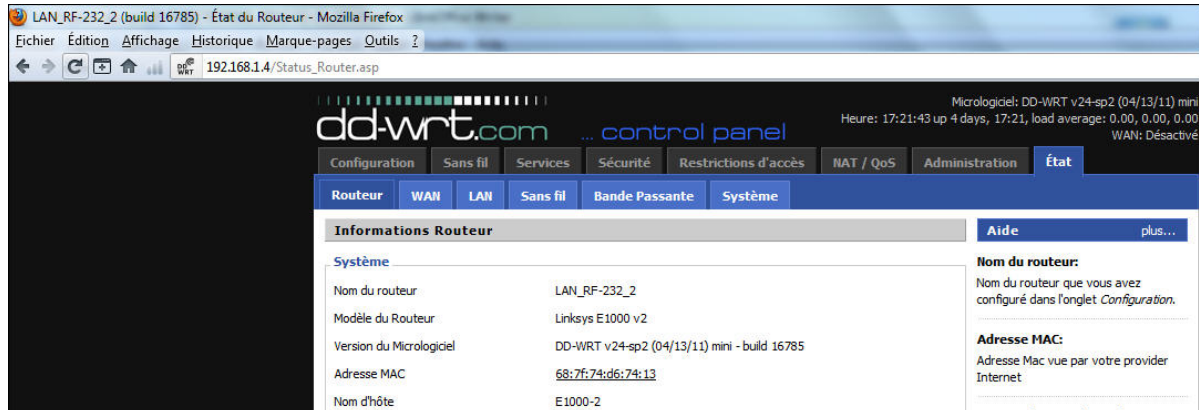 LAN_RF-232_2 (build 16785) - État du Routeur - Mozilla Firefox
Fichier Édition Affichage Historique Marque-pages Outils ?
DD-WRT 192.168.1.4/Status_Router.asp
dd-wrt.com ... control panel
Micrologiciel: DD-WRT v24-sp2 (04/13/11) mini
Heure: 17:21:43 up 4 days, 17:21, load average: 0.00, 0.00, 0.00
WAN: Désactivé
Configuration Sans fil Services Sécurité Restrictions d'accès NAT / QoS Administration État
Routeur WAN LAN Sans fil Bande Passante Système
Informations Routeur
Système
Nom du routeur LAN_RF-232_2
Modèle du Routeur Linksys E1000 v2
Version du Micrologiciel DD-WRT v24-sp2 (04/13/11) mini - build 16785
Adresse MAC 68:7f:74:d6:74:13
Nom d'hôte E1000-2
Aide plus...
Nom du routeur:
Nom du routeur que vous avez
configuré dans l'onglet Configuration.
Adresse MAC:
Adresse Mac vue par votre provider
Internet